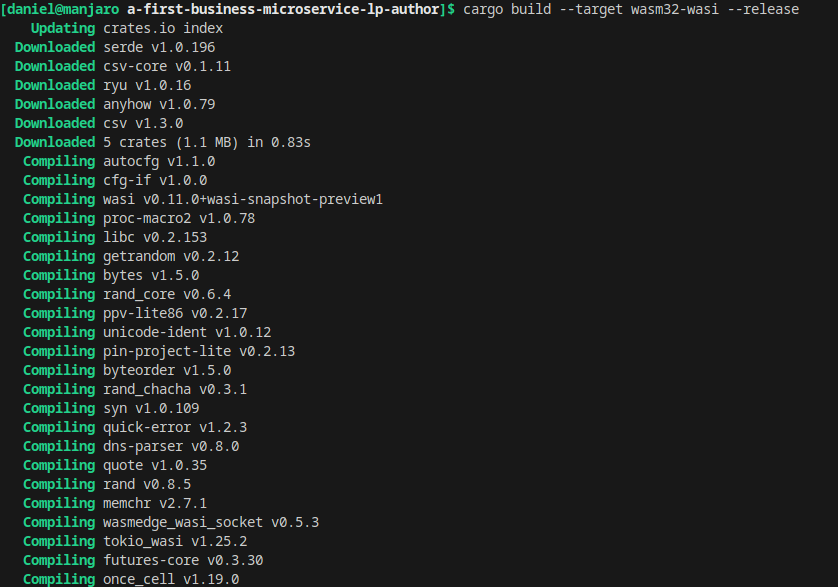 [daniel@manjaro a-first-business-microservice-lp-author]$ cargo build --target wasm32-wasi --release
Updating crates.io index
Downloaded serde v1.0.196
Downloaded csv-core v0.1.11
Downloaded ryu v1.0.16
Downloaded anyhow v1.0.79
Downloaded csv v1.3.0
Downloaded 5 crates (1.1 MB) in 0.83s
Compiling autocfg v1.1.0
Compiling cfg-if v1.0.0
Compiling wasi v0.11.0+wasi-snapshot-preview1
Compiling proc-macro2 v1.0.78
Compiling libc v0.2.153
Compiling getrandom v0.2.12
Compiling bytes v1.5.0
Compiling rand_core v0.6.4
Compiling ppv-lite86 v0.2.17
Compiling unicode-ident v1.0.12
Compiling pin-project-lite v0.2.13
Compiling byteorder v1.5.0
Compiling rand_chacha v0.3.1
Compiling syn v1.0.109
Compiling quick-error v1.2.3
Compiling dns-parser v0.8.0
Compiling quote v1.0.35
Compiling rand v0.8.5
Compiling memchr v2.7.1
Compiling wasmedge_wasi_socket v0.5.3
Compiling tokio_wasi v1.25.2
Compiling futures-core v0.3.30
Compiling once_cell v1.19.0